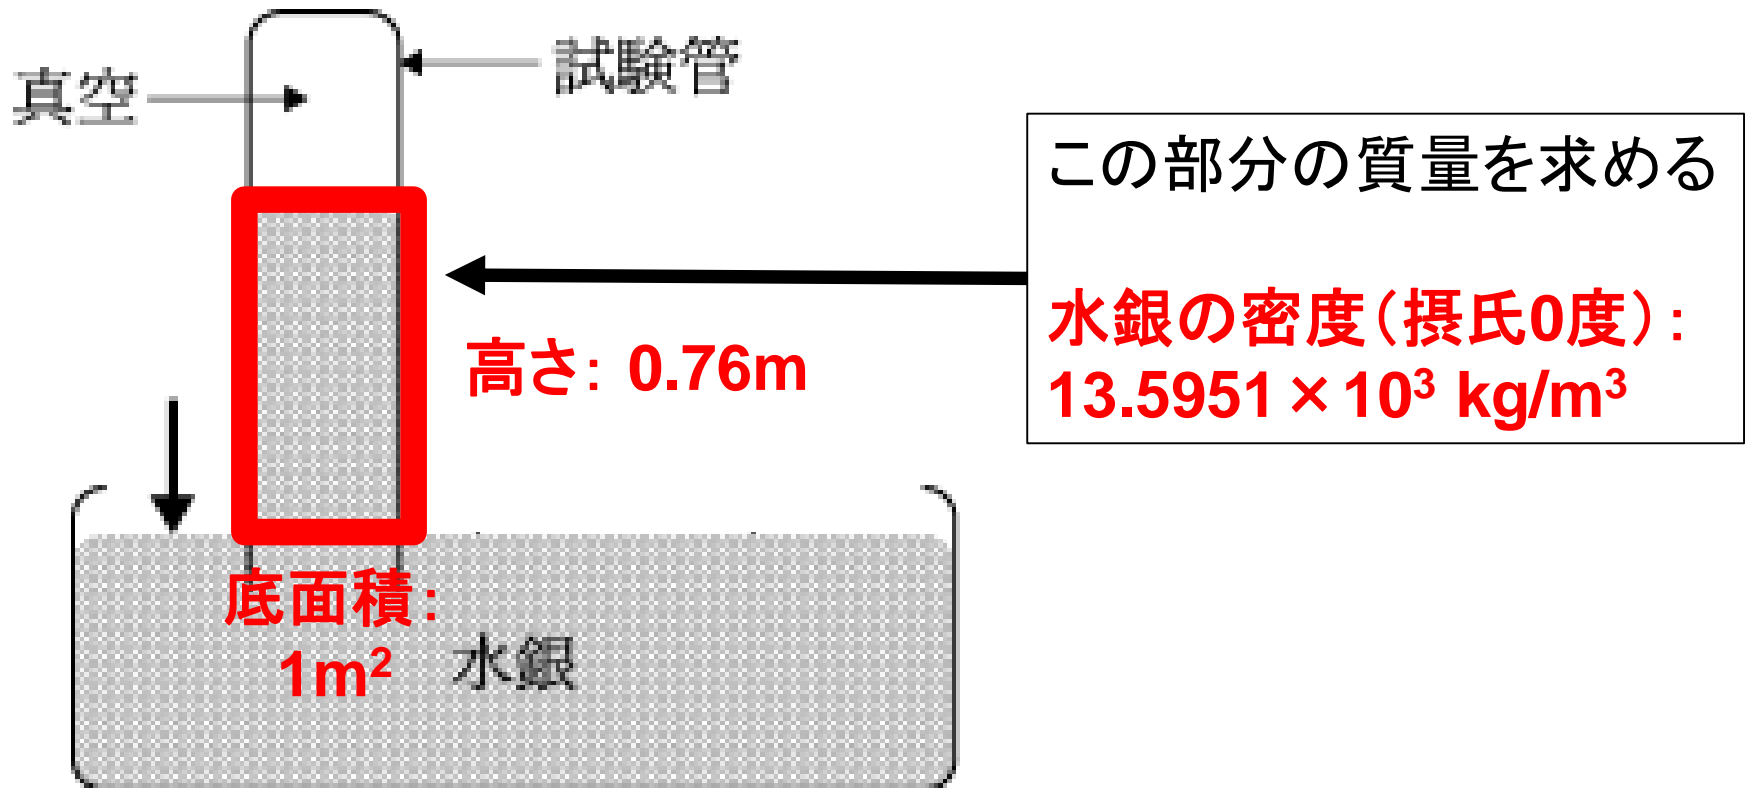 試験管
真空
この部分の質量を求める
水銀の密度(摂氏0度):
13.5951×10³ kg/m³
高さ: 0.76m
底面積:
1m²
水銀